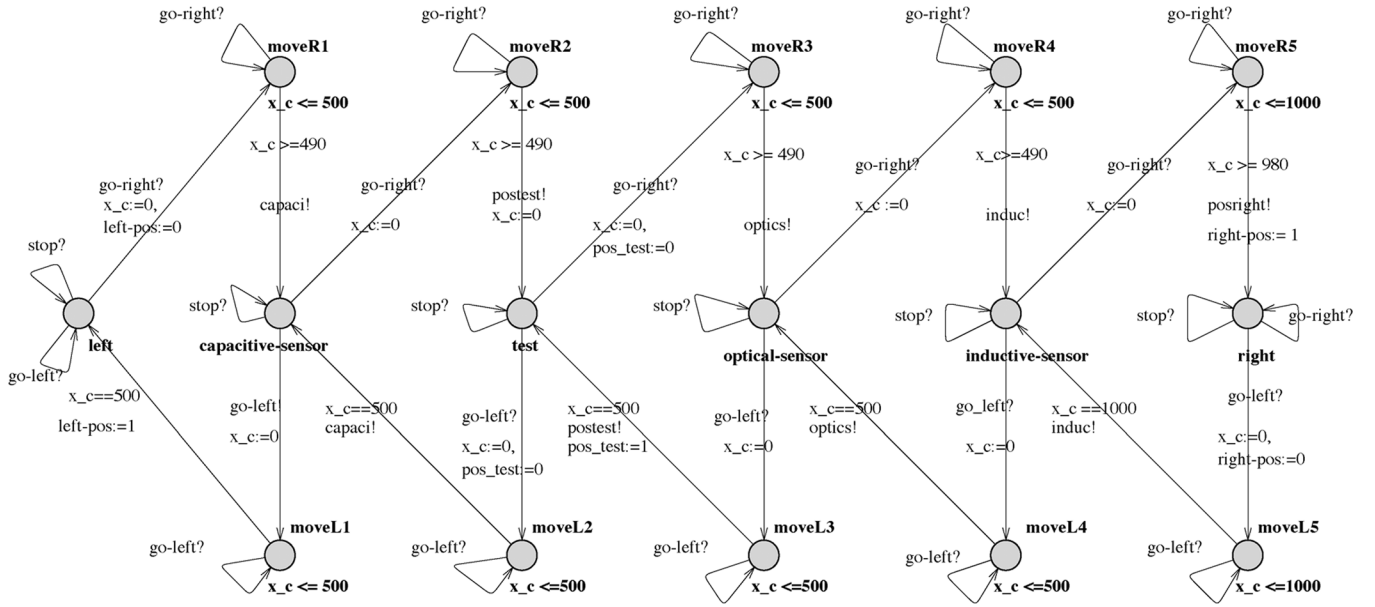 go-right?
go-right?
go-right?
go-right?
go-right?
moveR1
moveR2
moveR3
moveR4
moveR5
x_c <= 500
x_c <= 500
x_c <= 500
x_c <= 500
x_c <=1000
x_c >=490
x_c >= 490
x_c >= 490
x_c>=490
x_c >= 980
go-right?
x_c:=0,
left-pos:=0
capaci!
go-right?
x_c:=0
postest!
x_c:=0
go-right?
x_c:=0,
pos_test:=0
optics!
go-right?
x_c :=0
induc!
go-right?
x_c:=0
posright!
right-pos:= 1
stop?
stop?
stop?
stop?
stop?
stop?
go-right?
left
capacitive-sensor
test
optical-sensor
inductive-sensor
right
go-left?
x_c==500
left-pos:=1
go-left!
x_c:=0
x_c==500
capaci!
go-left?
x_c:=0,
pos_test:=0
x_c==500
postest!
pos_test:=1
go-left?
x_c:=0
x_c==500
optics!
go_left?
x_c:=0
x_c ==1000
induc!
go-left?
x_c:=0,
right-pos:=0
moveL1
moveL2
moveL3
moveL4
moveL5
go-left?
go-left?
go-left?
go-left?
go-left?
x_c <= 500
x_c <=500
x_c <=500
x_c <=500
x_c <=1000